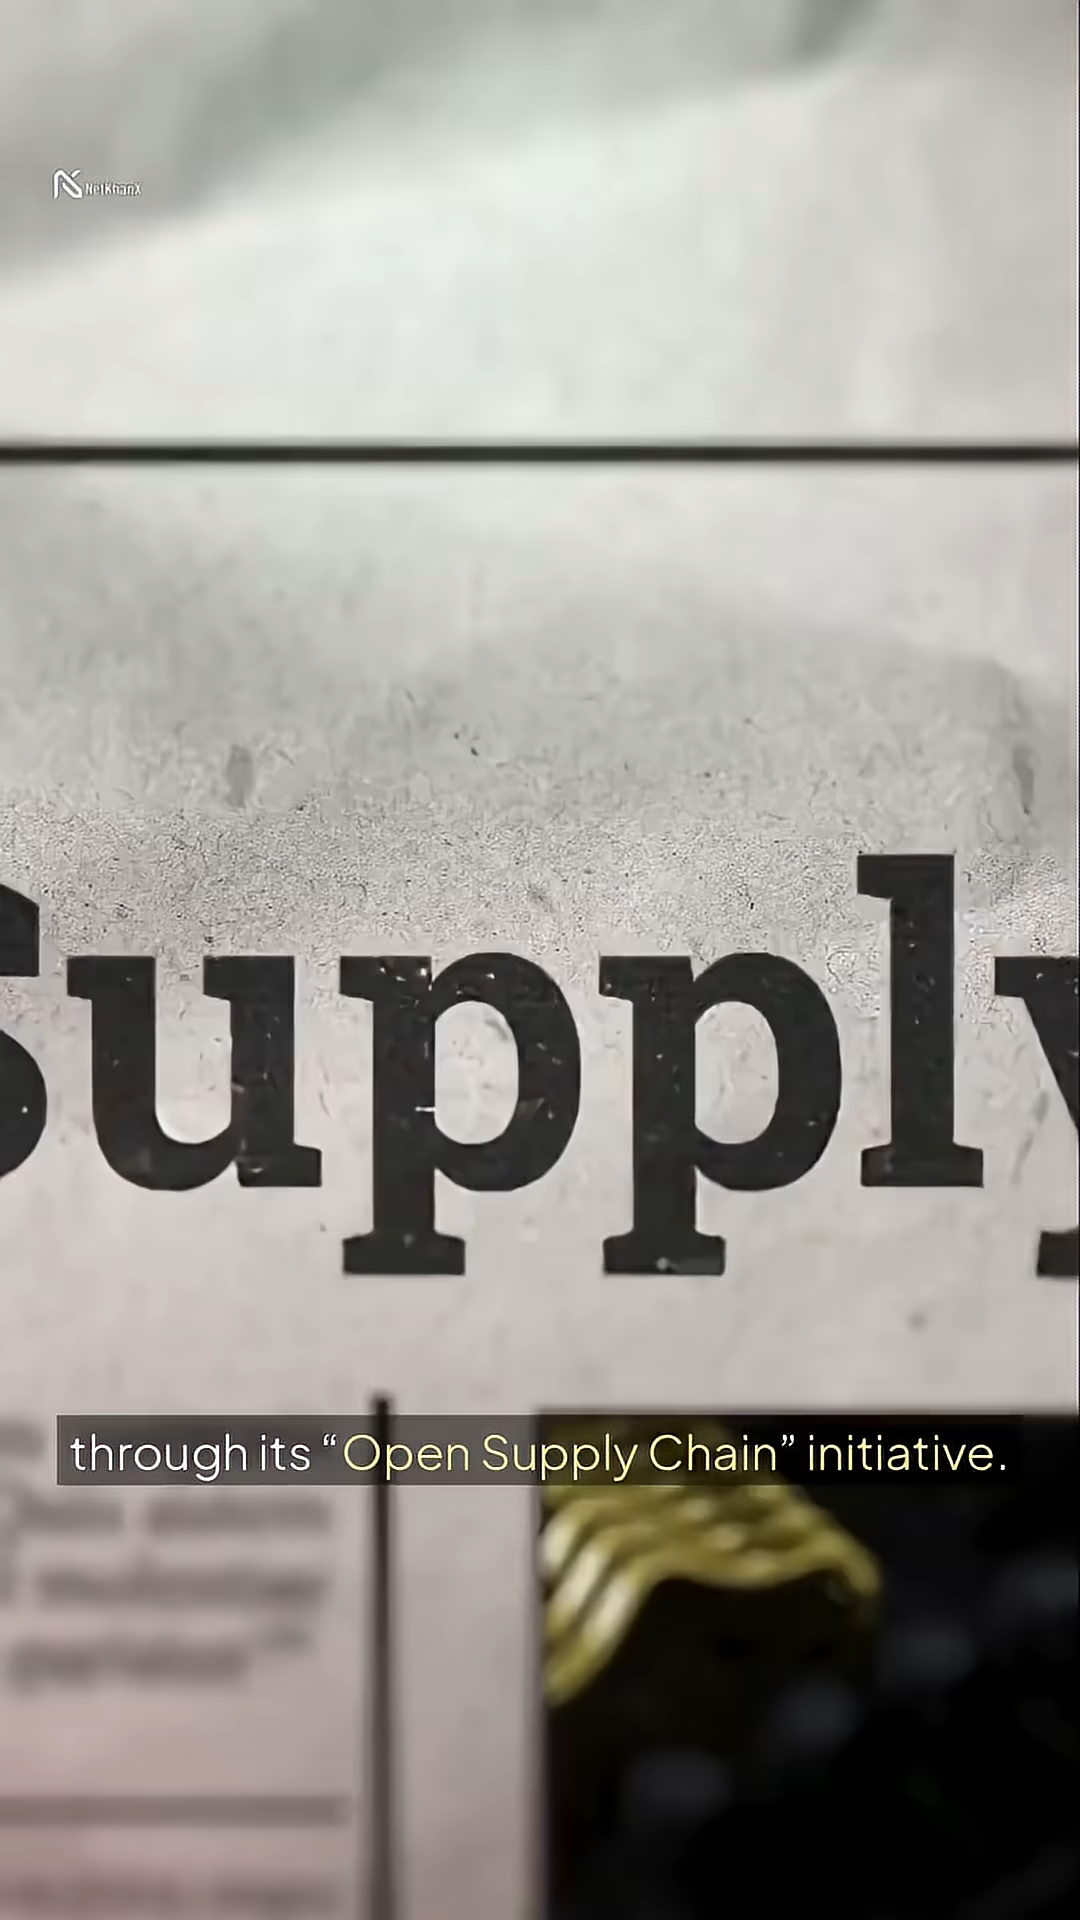 NetkhanX
Supply
through its “Open Supply Chain” initiative.